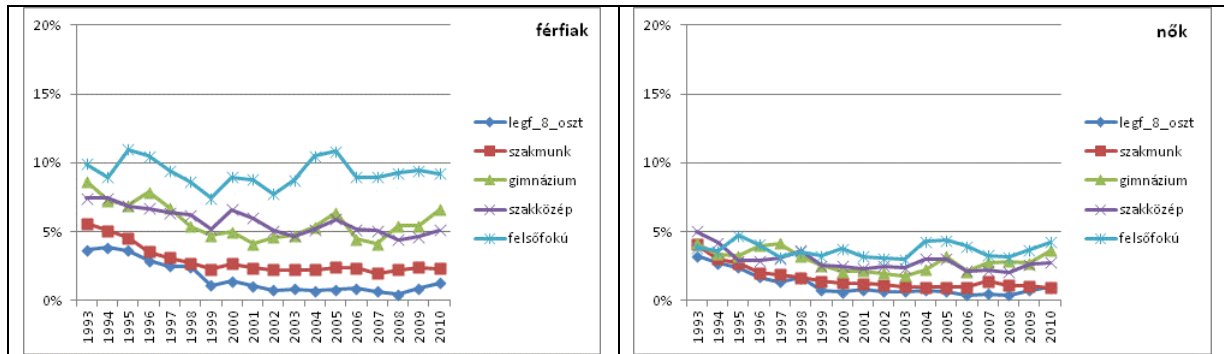 férfiak
20%
15%
10%
5%
0%
1993 1994 1995 1996 1997 1998 1999 2000 2001 2002 2003 2004 2005 2006 2007 2008 2009 2010
legf_8_oszt
szakmunk
gimnázium
szakközép
felsőfokú
nők
20%
15%
10%
5%
0%
1993 1994 1995 1996 1997 1998 1999 2000 2001 2002 2003 2004 2005 2006 2007 2008 2009 2010
legf_8_oszt
szakmunk
gimnázium
szakközép
felsőfokú